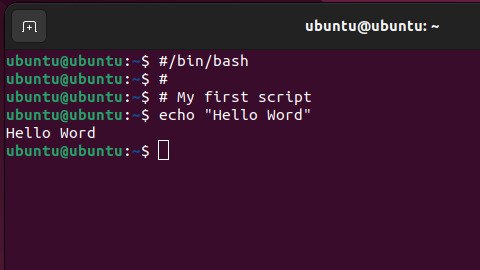 ubuntu@ubuntu: ~
ubuntu@ubuntu:~$ #/bin/bash
ubuntu@ubuntu:~$ #
ubuntu@ubuntu:~$ # My first script
ubuntu@ubuntu:~$ echo "Hello Word"
Hello Word
ubuntu@ubuntu:~$